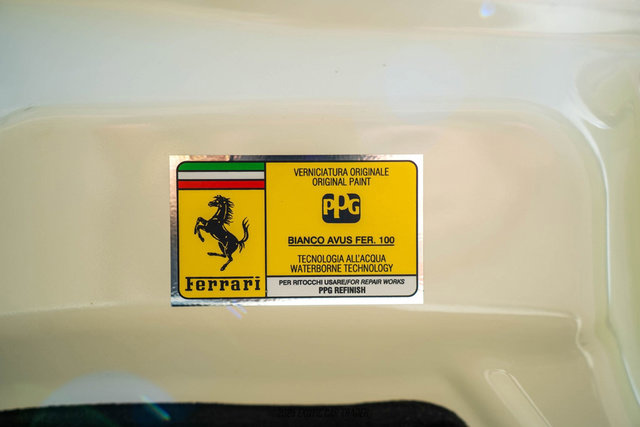 VERNICIATURA ORIGINALE
ORIGINAL PAINT
PPG
BIANCO AVUS FER. 100
TECNOLOGIA ALL'ACQUA
WATERBORNE TECHNOLOGY
Ferrari
PER RITOCCHI USARE/FOR REPAIR WORKS
PPG REFINISH